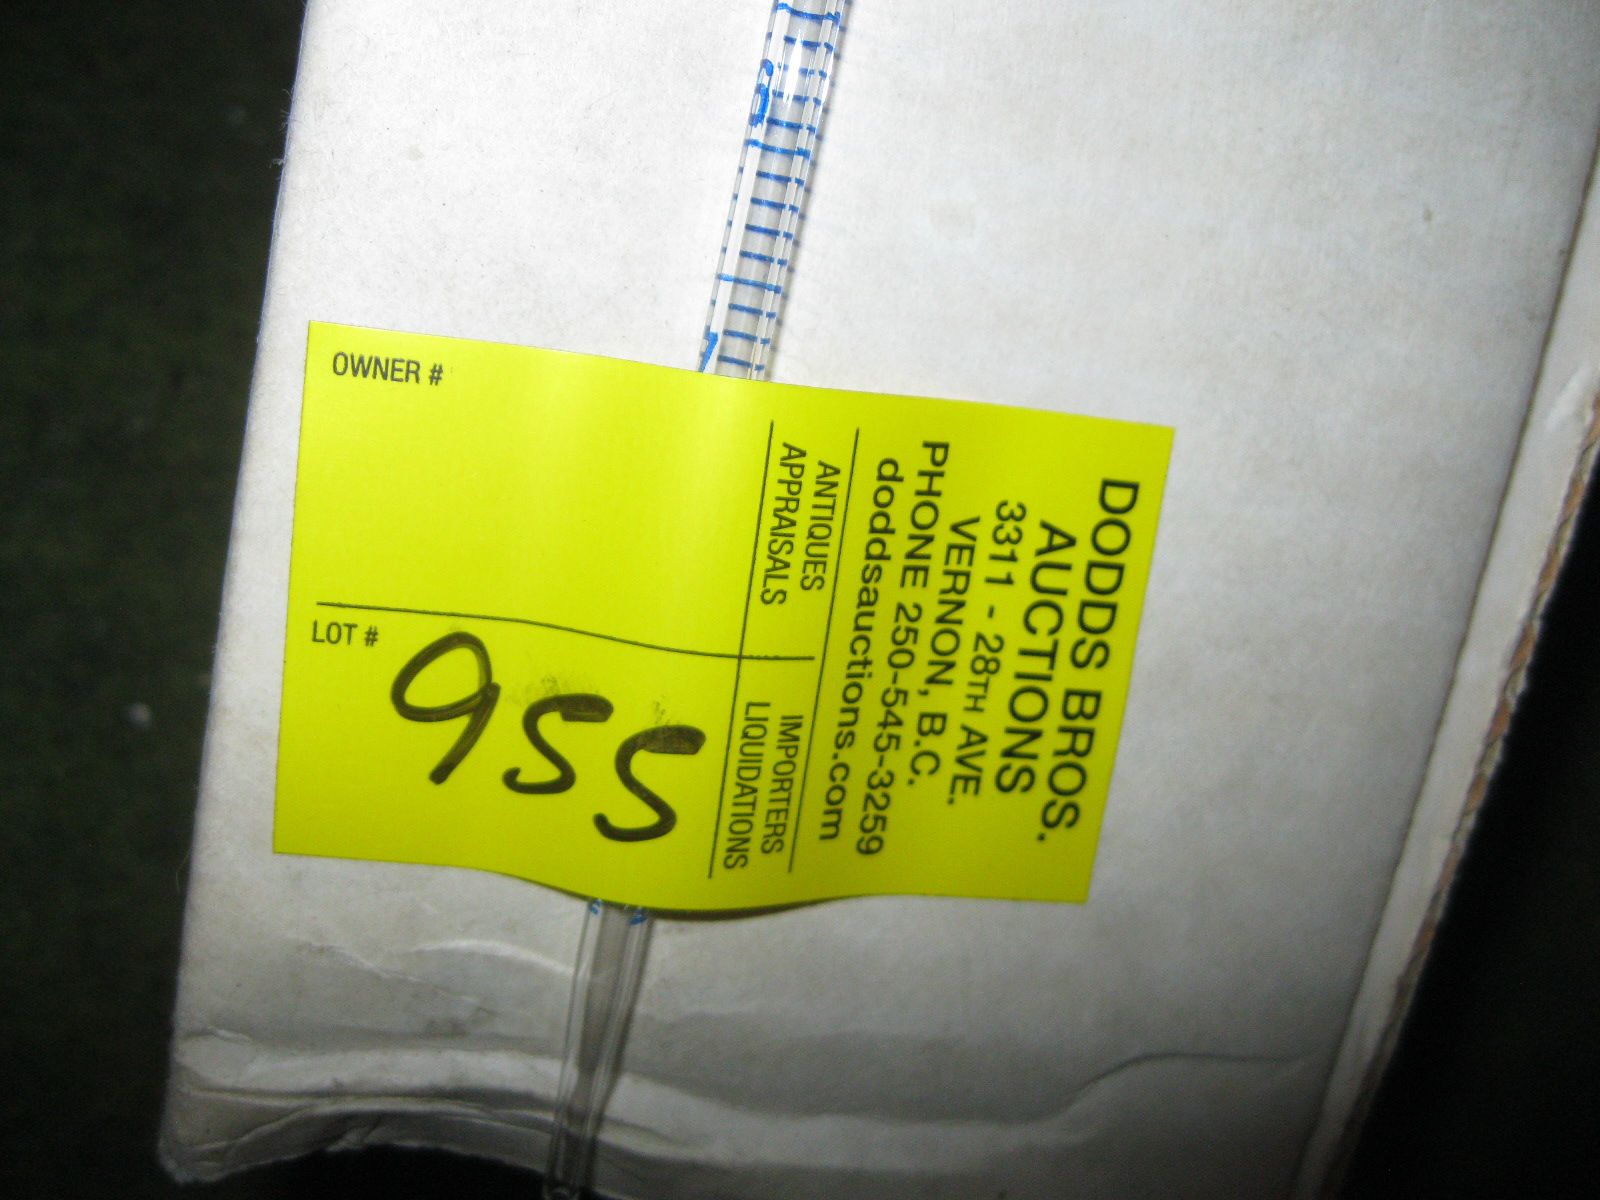 DODDS BROS.
AUCTIONS
3311 - 28TH AVE.
VERNON, B.C.
PHONE 250-545-3259
doddsauctions.com
ANTIQUES
APPRAISALS
IMPORTERS
LIQUIDATIONS
OWNER #
LOT #
955